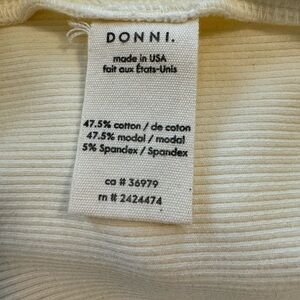 DONNI.
made in USA
fait aux États-Unis
47.5% cotton / de coton
47.5% modal / modal
5% Spandex / Spandex
ca # 36979
rn # 2424474